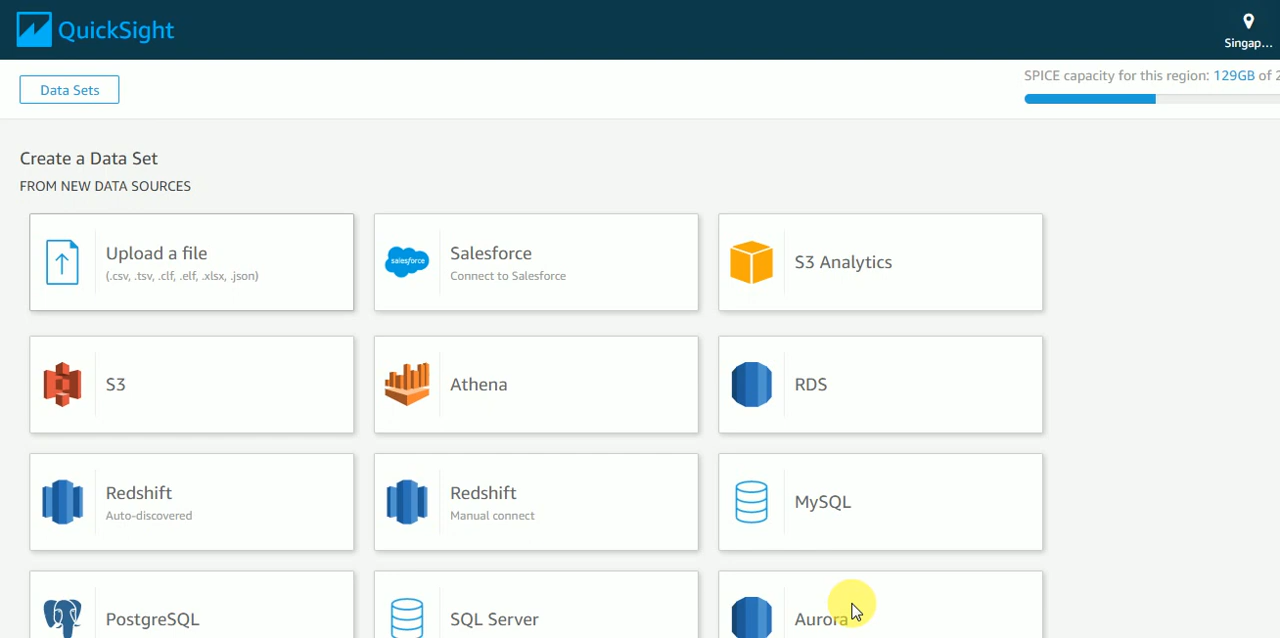 QuickSight
Singap...
Data Sets
SPICE capacity for this region: 129GB of 2
Create a Data Set
FROM NEW DATA SOURCES
Upload a file
(.csv, .tsv, .clf, .elf, .xlsx, .json)
salesforce
Salesforce
Connect to Salesforce
S3 Analytics
S3
Athena
RDS
Redshift
Auto-discovered
Redshift
Manual connect
MySQL
PostgreSQL
SQL Server
Aurora